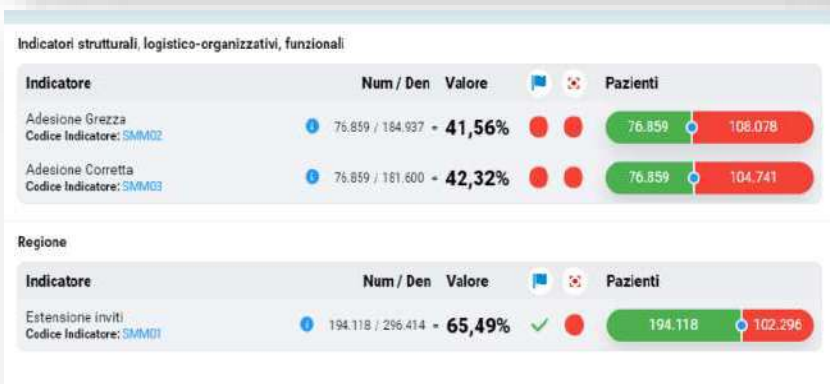 Indicatori strutturali, logistico-organizzativi, funzionali
Indicatore Num / Den Valore Pazienti
Adesione Grezza
Codice Indicatore: SMM02
76.859 / 184.937 = 41,56% 76.859 108.078
Adesione Corretta
Codice Indicatore: SMM03
76.859 / 181.600 = 42,32% 76.859 104.741
Regione
Indicatore Num / Den Valore Pazienti
Estensione inviti
Codice Indicatore: SMM01
194.118 / 296.414 = 65,49% 194.118 102.296